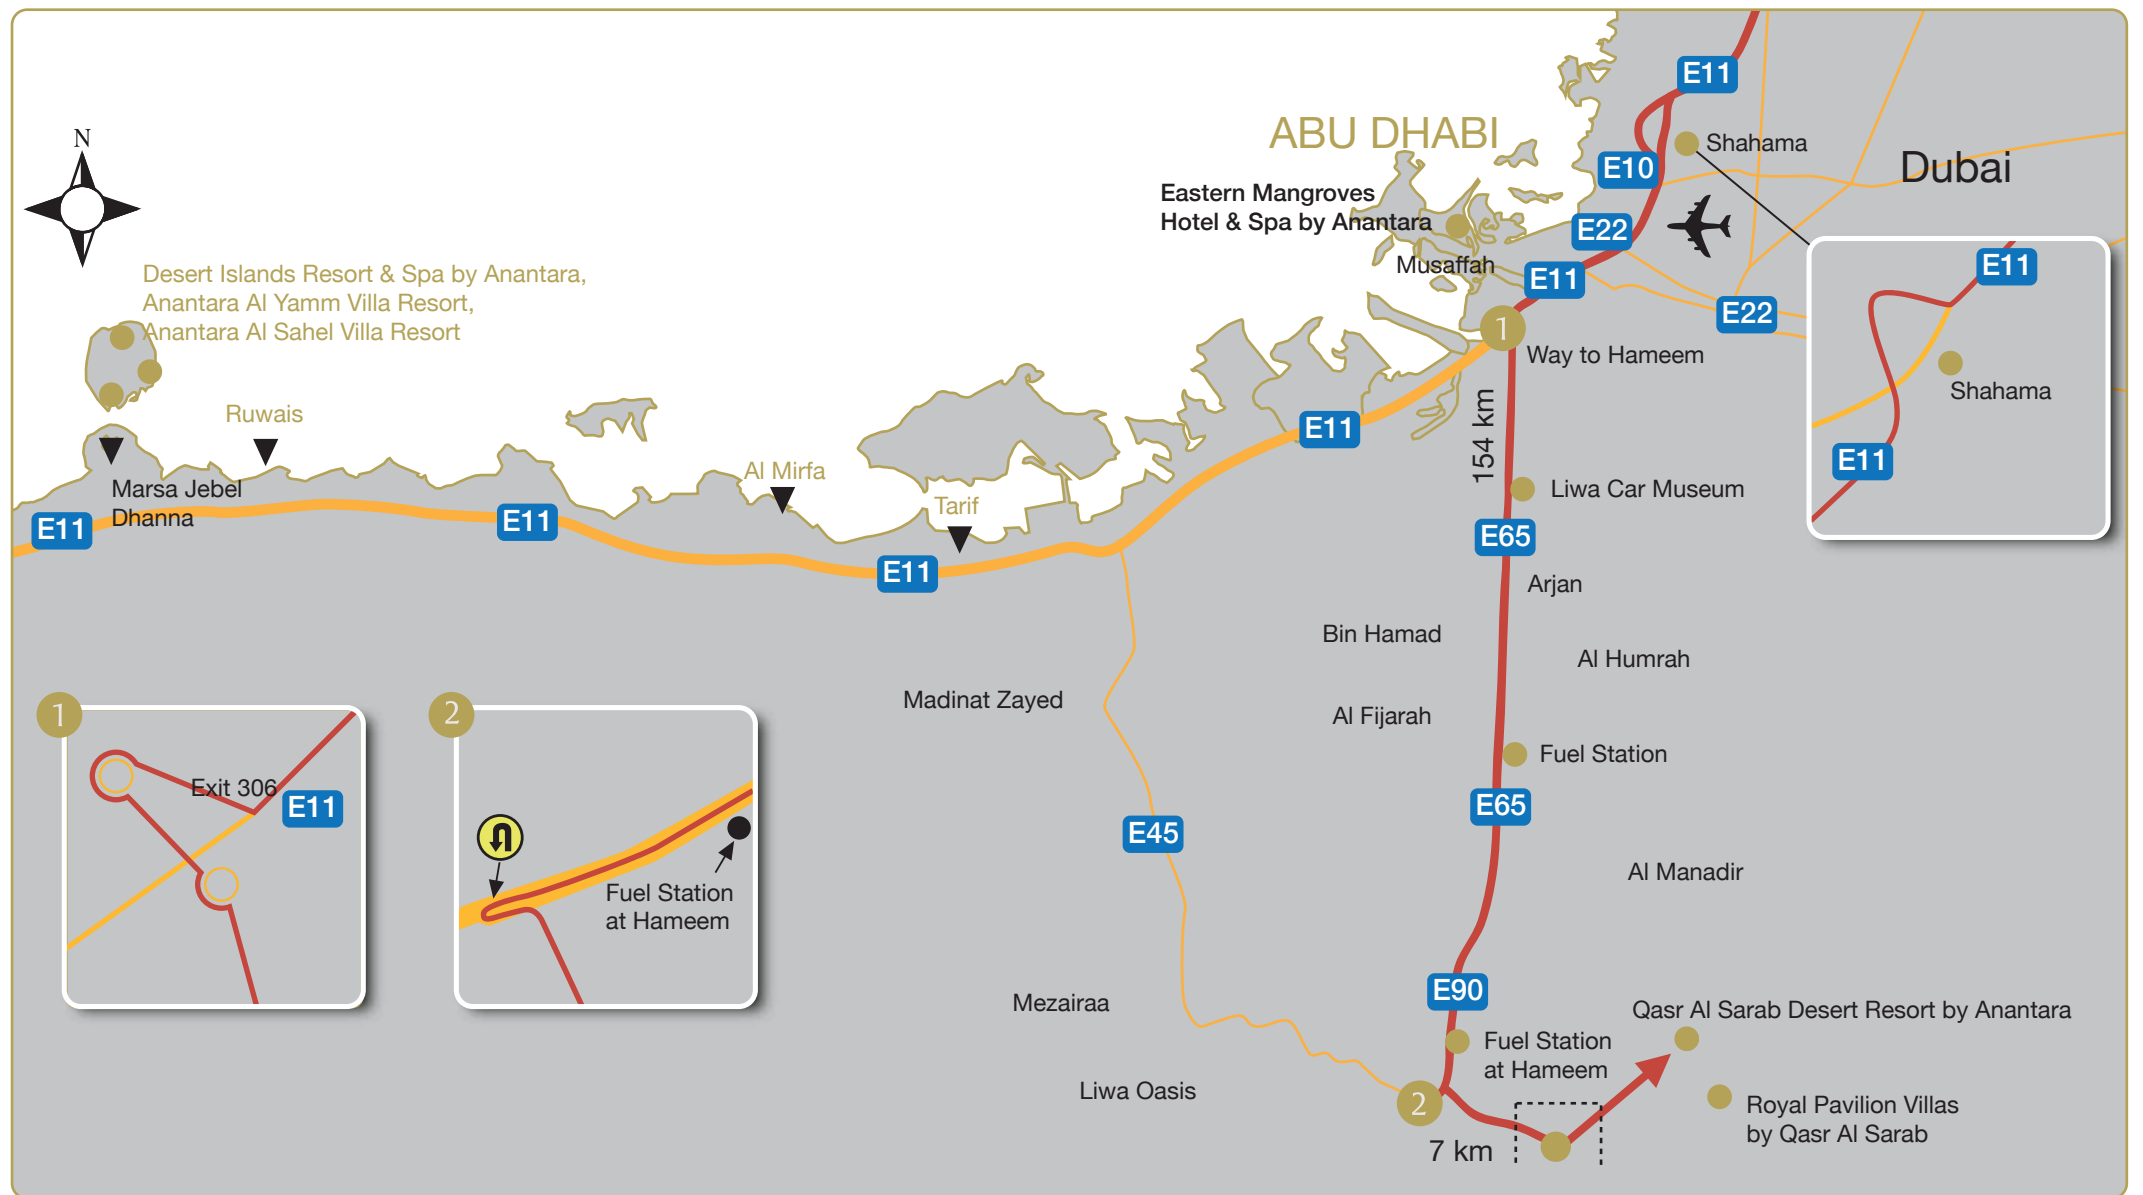 E11
ABU DHABI
N
Shahama
E10
Dubai
Eastern Mangroves
Hotel & Spa by Anantara
E22
Musaffah
E11
E11
Desert Islands Resort & Spa by Anantara,
Anantara Al Yamm Villa Resort,
Anantara Al Sahel Villa Resort
E22
1
Way to Hameem
Shahama
Ruwais
154 km
E11
E11
Al Mirfa
Marsa Jebel
Dhanna
Liwa Car Museum
Tarif
E11
E11
E65
E11
Arjan
Bin Hamad
Al Humrah
Madinat Zayed
Al Fijarah
1
2
Fuel Station
Exit 306
E11
E65
E45
Al Manadir
Fuel Station
at Hameem
E90
Mezairaa
Qasr Al Sarab Desert Resort by Anantara
Fuel Station
at Hameem
Liwa Oasis
2
Royal Pavilion Villas
by Qasr Al Sarab
7 km